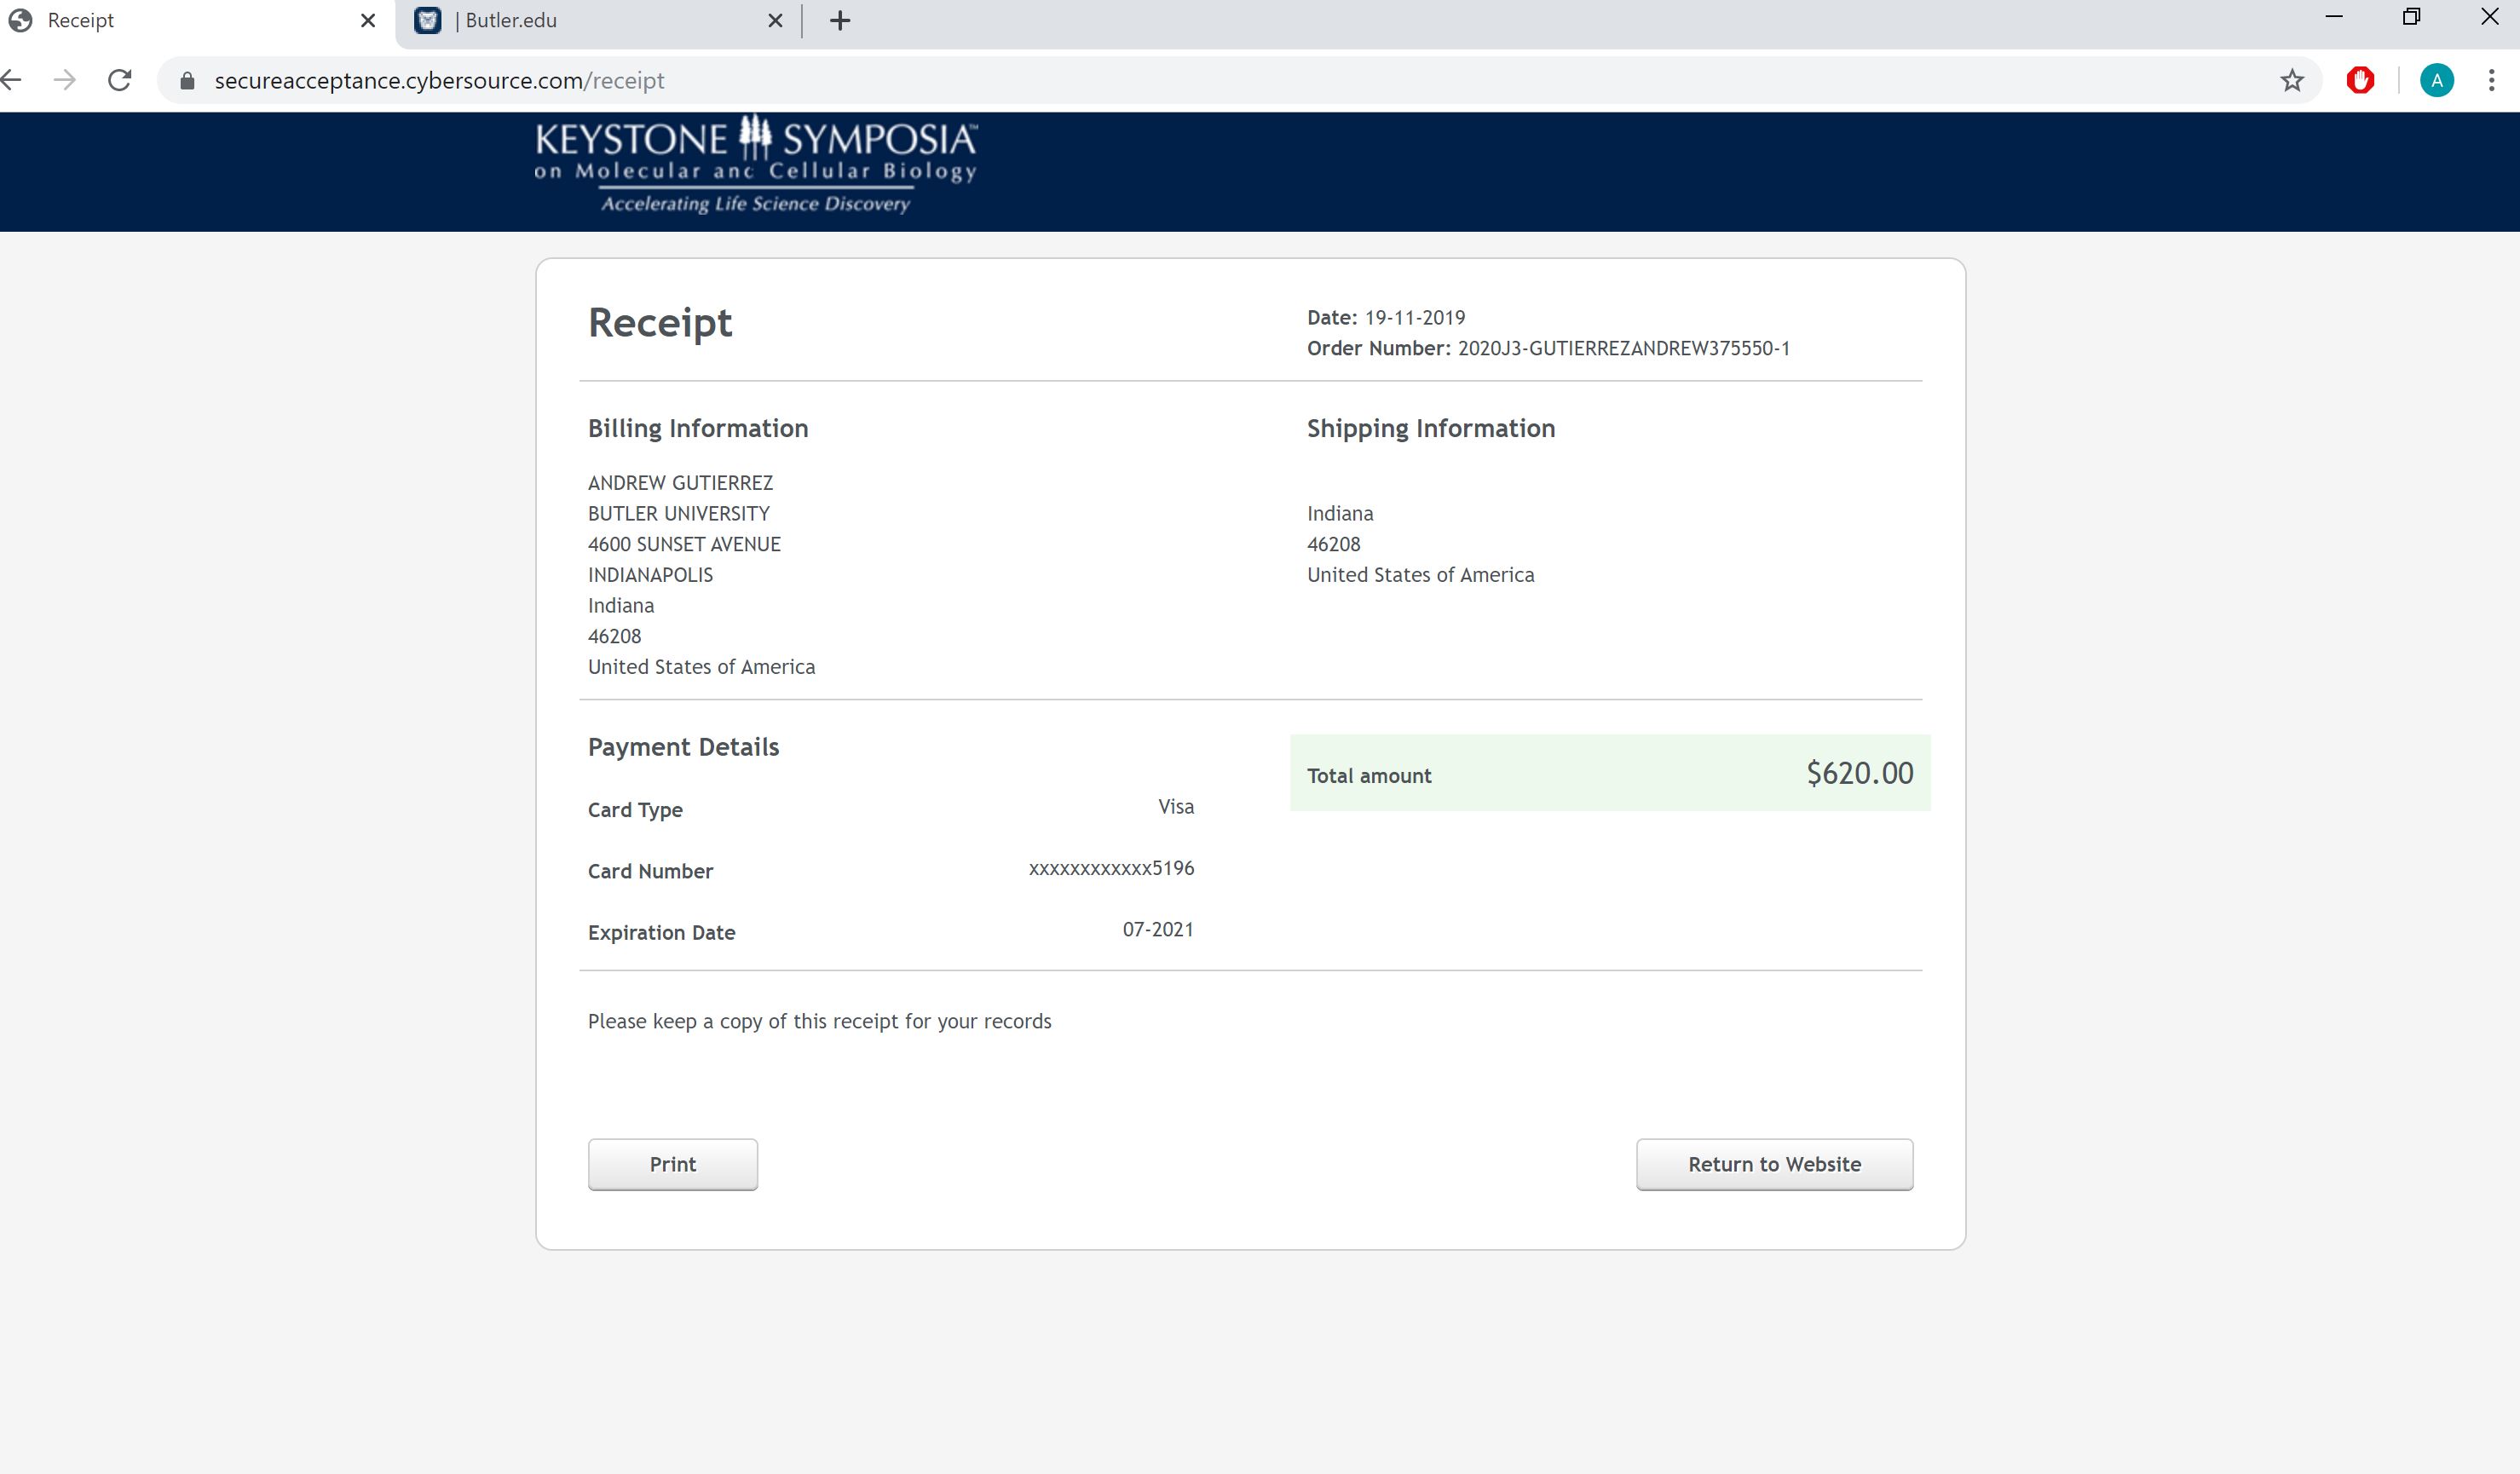 Receipt
| Butler.edu
secureacceptance.cybersource.com/receipt
A
KEYSTONE SYMPOSIA™
on Molecular and Cellular Biology
Accelerating Life Science Discovery
Receipt
Date: 19-11-2019
Order Number: 2020J3-GUTIERREZANDREW375550-1
Billing Information
ANDREW GUTIERREZ
BUTLER UNIVERSITY
4600 SUNSET AVENUE
INDIANAPOLIS
Indiana
46208
United States of America
Shipping Information
Indiana
46208
United States of America
Payment Details
Card Type Visa
Card Number xxxxxxxxxxxx5196
Expiration Date 07-2021
Total amount $620.00
Please keep a copy of this receipt for your records
Print
Return to Website